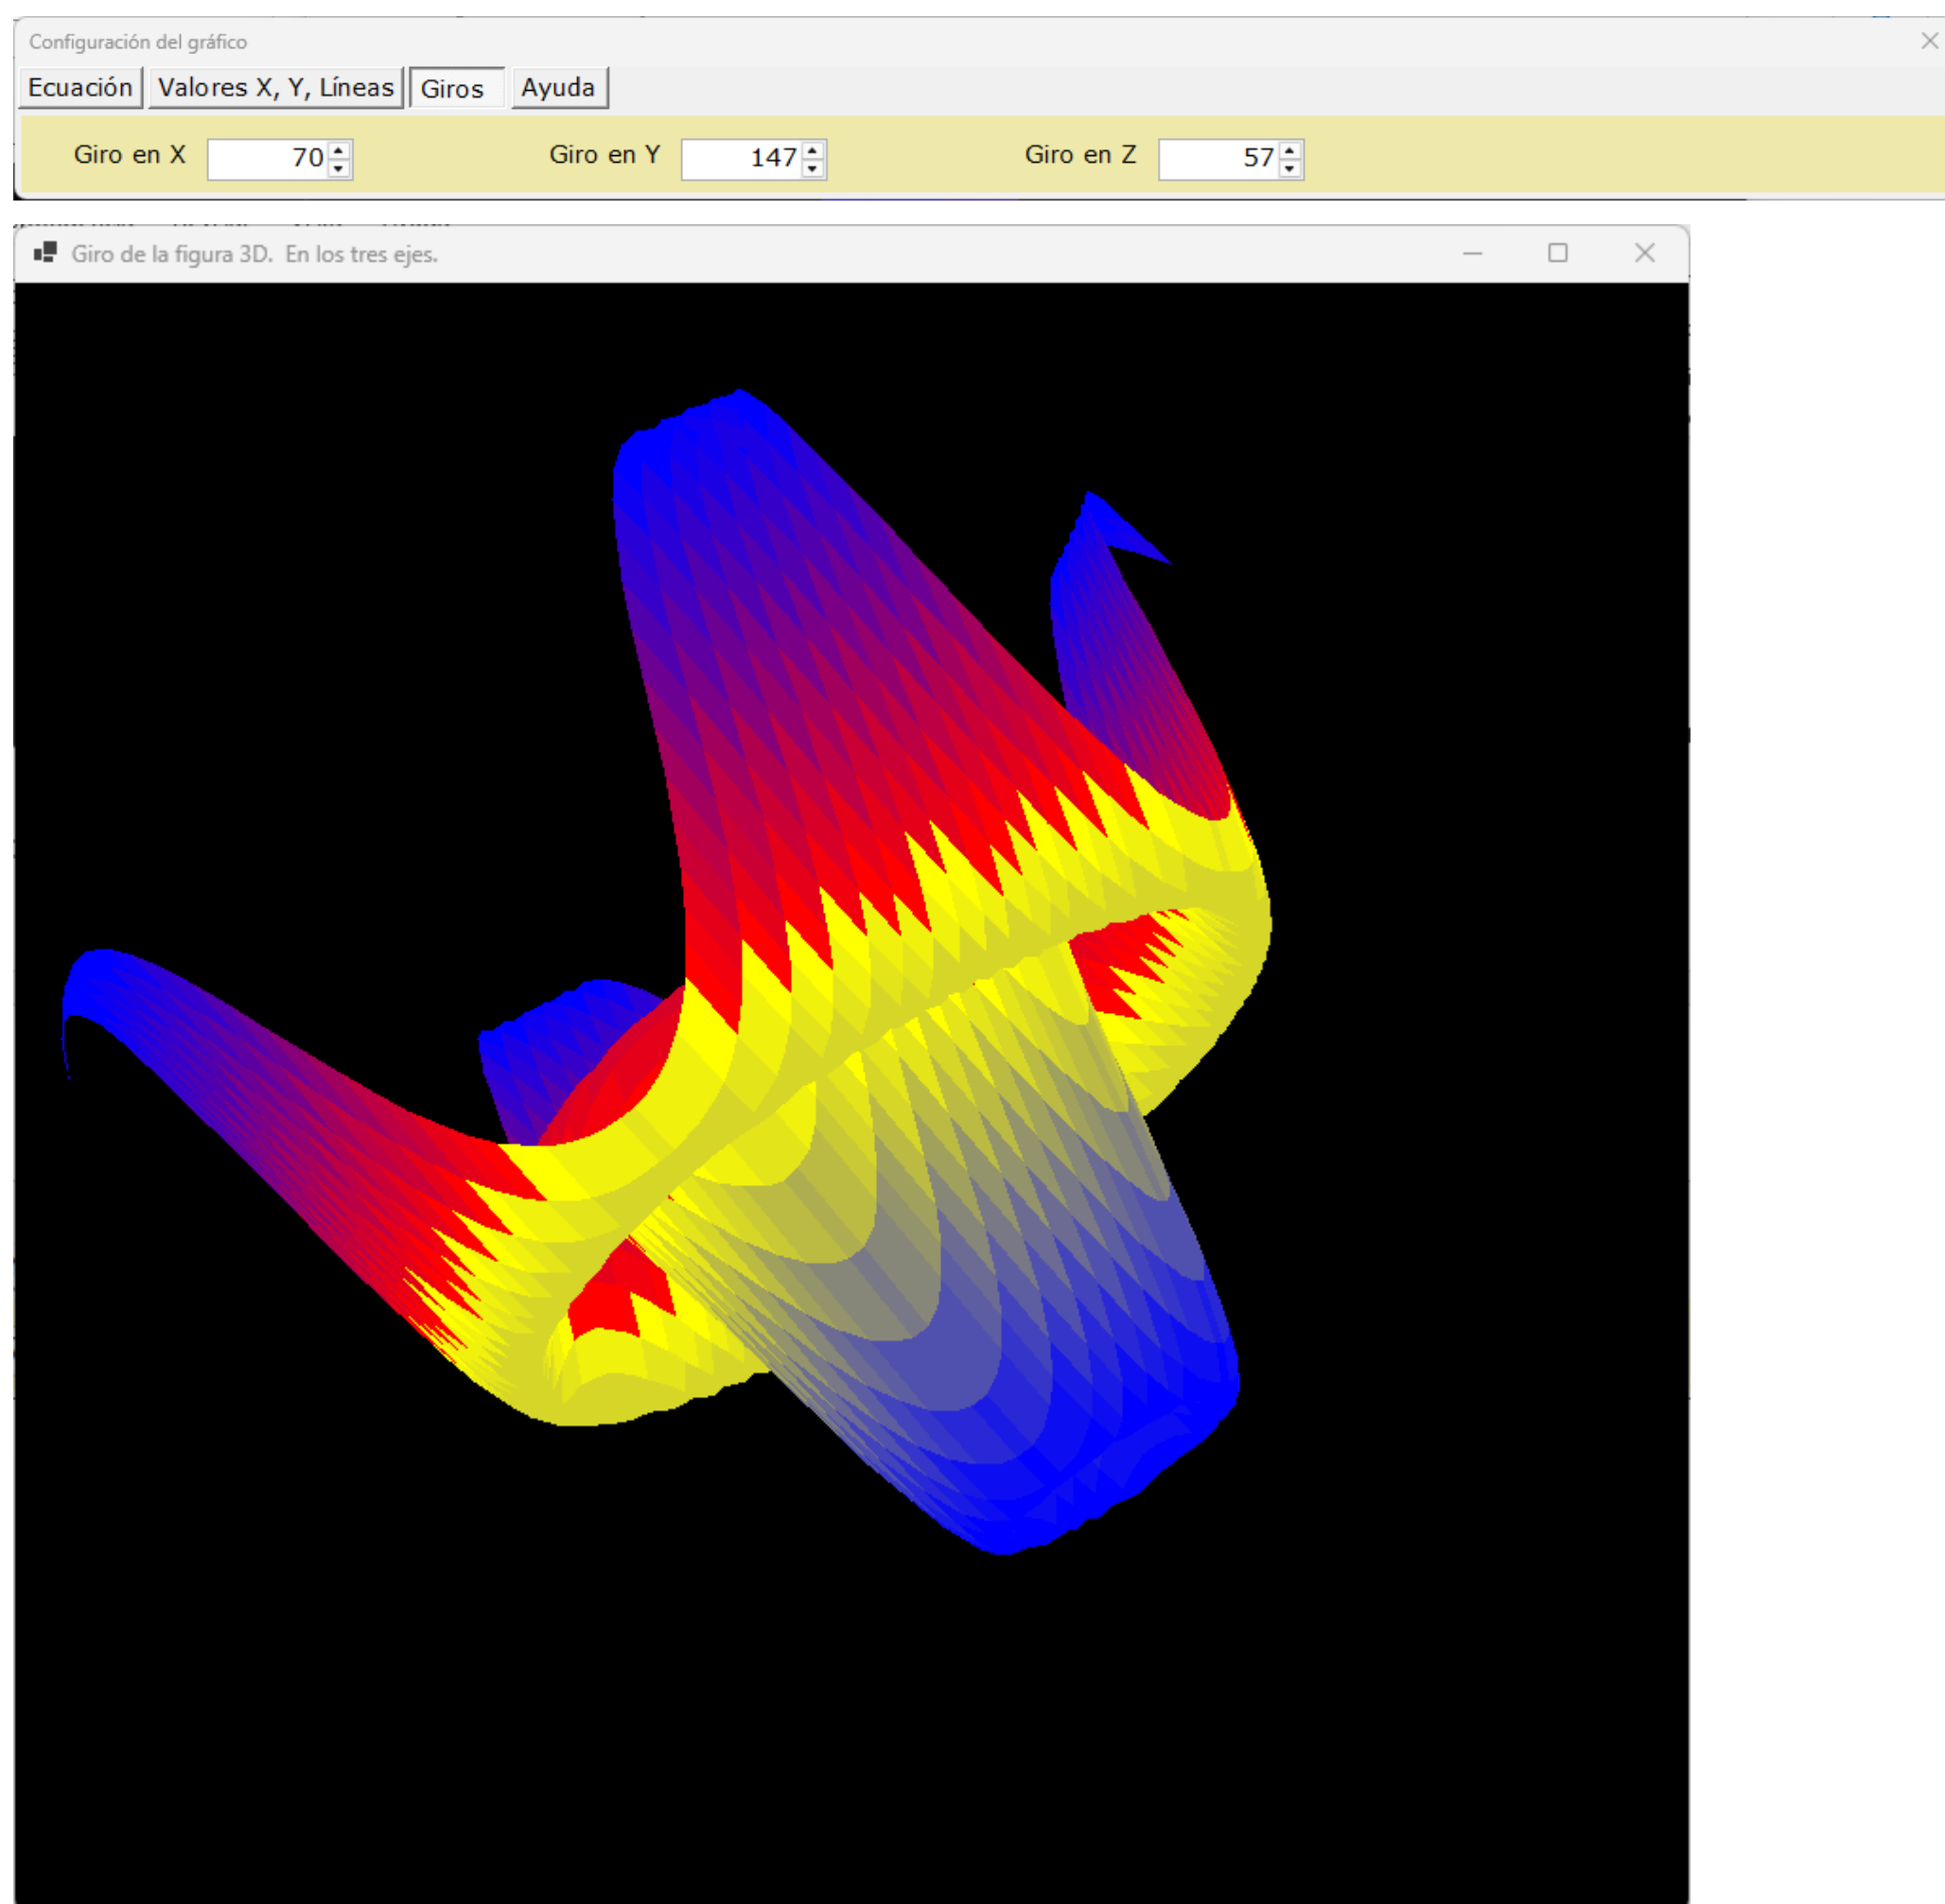 Configuración del gráfico
Ecuación Valores X, Y, Líneas Giros Ayuda
Giro en X 70 Giro en Y 147 Giro en Z 57
Giro de la figura 3D. En los tres ejes.